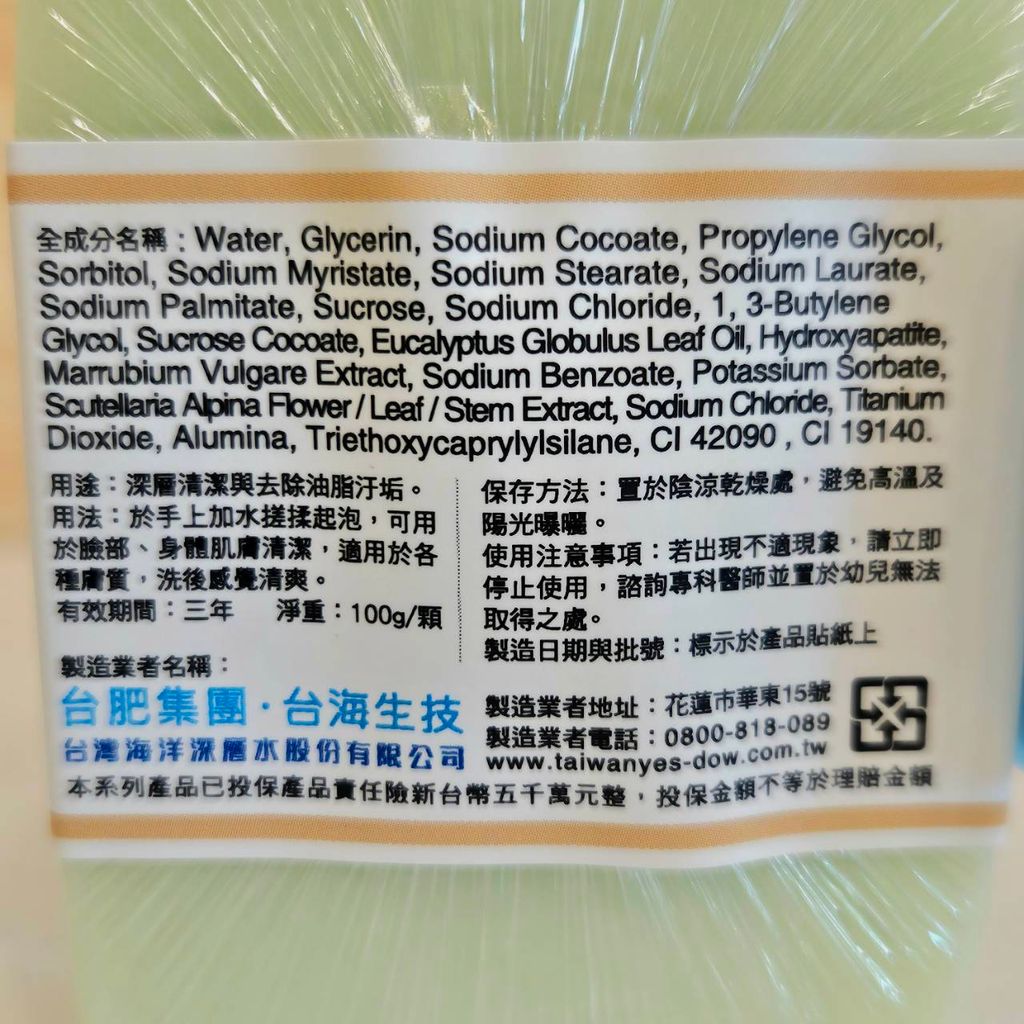 全成分名稱：Water, Glycerin, Sodium Cocoate, Propylene Glycol,
Sorbitol, Sodium Myristate, Sodium Stearate, Sodium Laurate,
Sodium Palmitate, Sucrose, Sodium Chloride, 1, 3-Butylene
Glycol, Sucrose Cocoate, Eucalyptus Globulus Leaf Oil, Hydroxyapatite,
Marrubium Vulgare Extract, Sodium Benzoate, Potassium Sorbate,
Scutellaria Alpina Flower / Leaf / Stem Extract, Sodium Chloride, Titanium
Dioxide, Alumina, Triethoxycaprylylsilane, CI 42090 , CI 19140.
用途：深層清潔與去除油脂汙垢。
用法：於手上加水搓揉起泡，可用
於臉部、身體肌膚清潔，適用於各
種膚質，洗後感覺清爽。
有效期間：三年 淨重：100g/顆
保存方法：置於陰涼乾燥處，避免高溫及
陽光曝曬。
使用注意事項：若出現不適現象，請立即
停止使用，諮詢專科醫師並置於幼兒無法
取得之處。
製造日期與批號：標示於產品貼紙上
製造業者名稱：
台肥集團·台海生技
台灣海洋深層水股份有限公司
製造業者地址：花蓮市華東15號
製造業者電話：0800-818-089
www.taiwanyes-dow.com.tw
本系列產品已投保產品責任險新台幣五千萬元整，投保金額不等於理賠金額